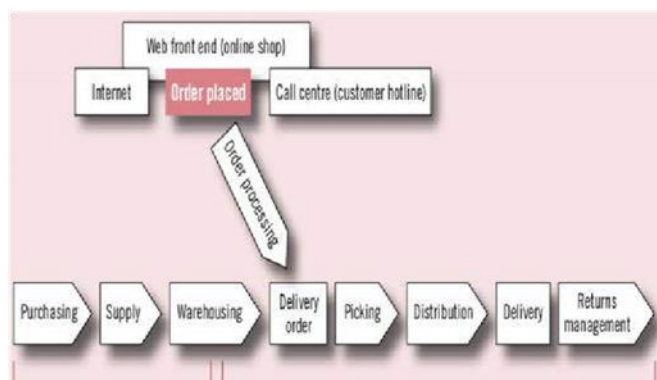 Web front end (online shop)
Internet
Order placed
Call centre (customer hotline)
Order processing
Purchasing
Supply
Warehousing
Delivery
order
Picking
Distribution
Delivery
Returns
management